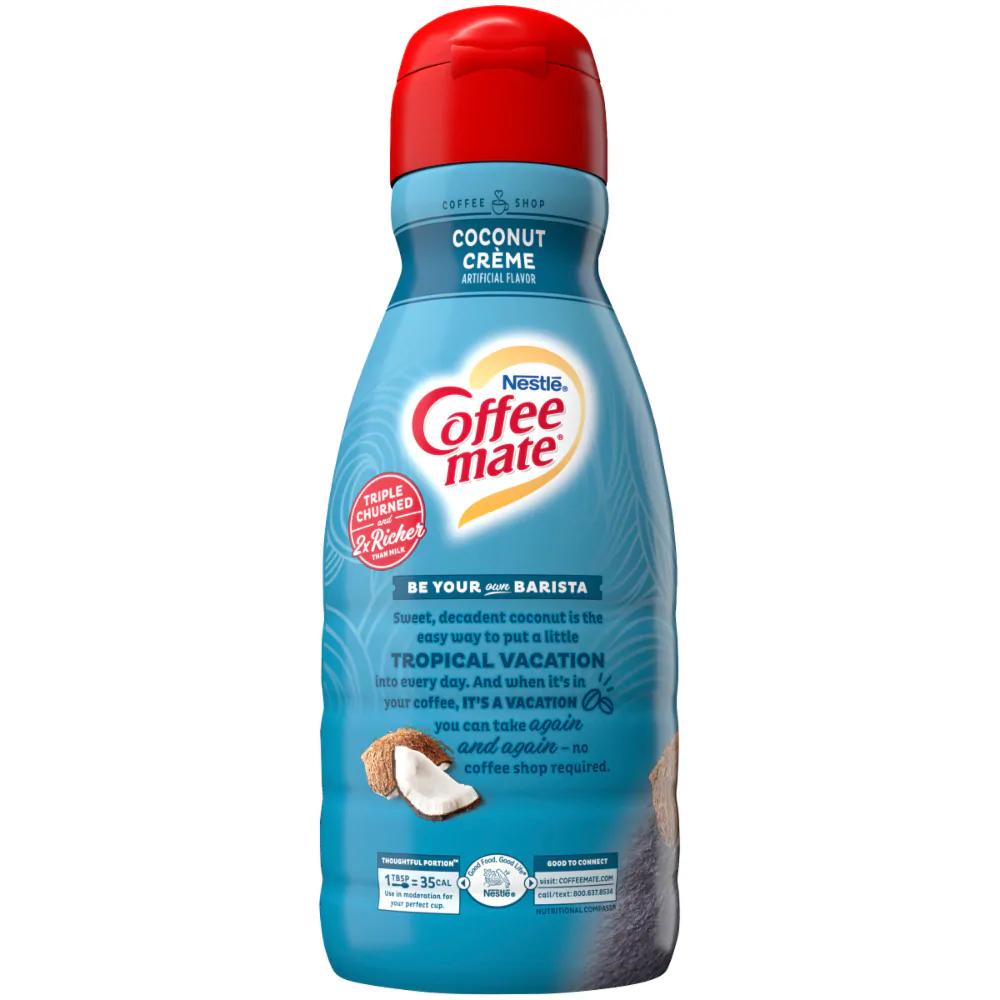 COFFEE SHOP
COCONUT
CRÈME
ARTIFICIAL FLAVOR
Nestlé®
Coffee
mate®
TRIPLE
CHURNED
and
2x Richer
THAN MILK
BE YOUR own BARISTA
Sweet, decadent coconut is the
easy way to put a little
TROPICAL VACATION
into every day. And when it's in
your coffee, IT'S A VACATION
you can take again
and again – no
coffee shop required.
THOUGHTFUL PORTION™
1 TBSP = 35CAL
Use in moderation for
your perfect cup.
Good Food, Good Life®
Nestlé®
GOOD TO CONNECT
visit: COFFEEMATE.COM
call/text: 800.637.8534
NUTRITIONAL COMPASS®